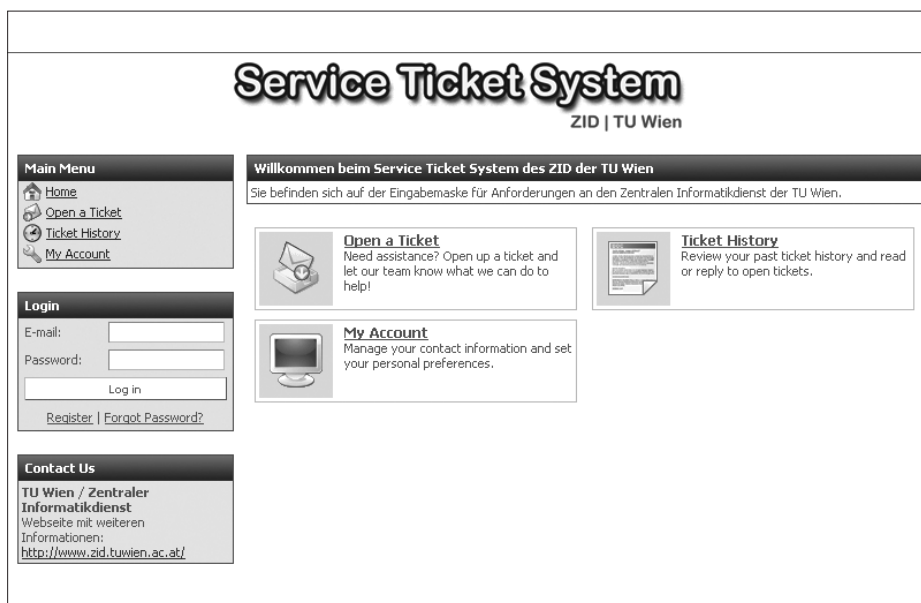 Service Ticket System
ZID | TU Wien
Main Menu
Home
Open a Ticket
Ticket History
My Account
Login
E-mail:
Password:
Log in
Register | Forgot Password?
Contact Us
TU Wien / Zentraler
Informatikdienst
Webseite mit weiteren
Informationen:
http://www.zid.tuwien.ac.at/
Willkommen beim Service Ticket System des ZID der TU Wien
Sie befinden sich auf der Eingabemaske für Anforderungen an den Zentralen Informatikdienst der TU Wien.
Open a Ticket
Need assistance? Open up a ticket and
let our team know what we can do to
help!
Ticket History
Review your past ticket history and read
or reply to open tickets.
My Account
Manage your contact information and set
your personal preferences.